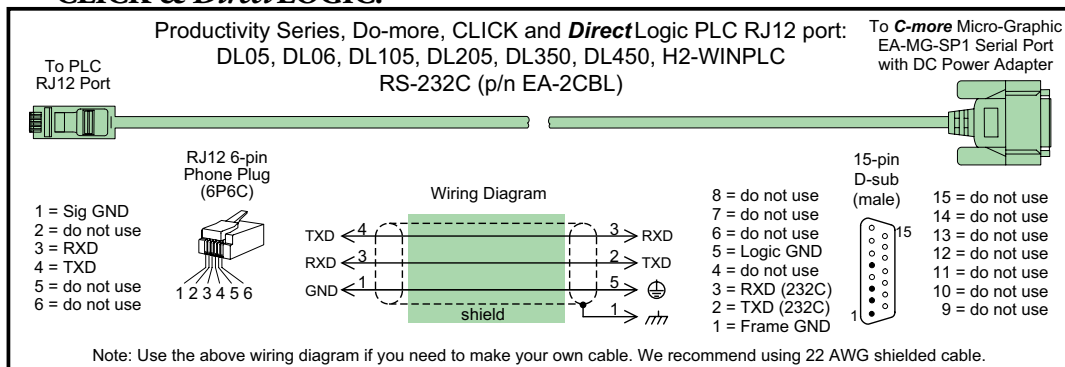 CLICK & DirectLOGIC.
Productivity Series, Do-more, CLICK and DirectLogic PLC RJ12 port:
DL05, DL06, DL105, DL205, DL350, DL450, H2-WINPLC
RS-232C (p/n EA-2CBL)
To C-more Micro-Graphic
EA-MG-SP1 Serial Port
with DC Power Adapter
To PLC
RJ12 Port
RJ12 6-pin
Phone Plug
(6P6C)
1 = Sig GND
2 = do not use
3 = RXD
4 = TXD
5 = do not use
6 = do not use
1 2 3 4 5 6
Wiring Diagram
TXD 4 3 RXD
RXD 3 2 TXD
GND 1 5
shield 1
8 = do not use
7 = do not use
6 = do not use
5 = Logic GND
4 = do not use
3 = RXD (232C)
2 = TXD (232C)
1 = Frame GND
15-pin
D-sub
(male)
15
1
15 = do not use
14 = do not use
13 = do not use
12 = do not use
11 = do not use
10 = do not use
9 = do not use
Note: Use the above wiring diagram if you need to make your own cable. We recommend using 22 AWG shielded cable.